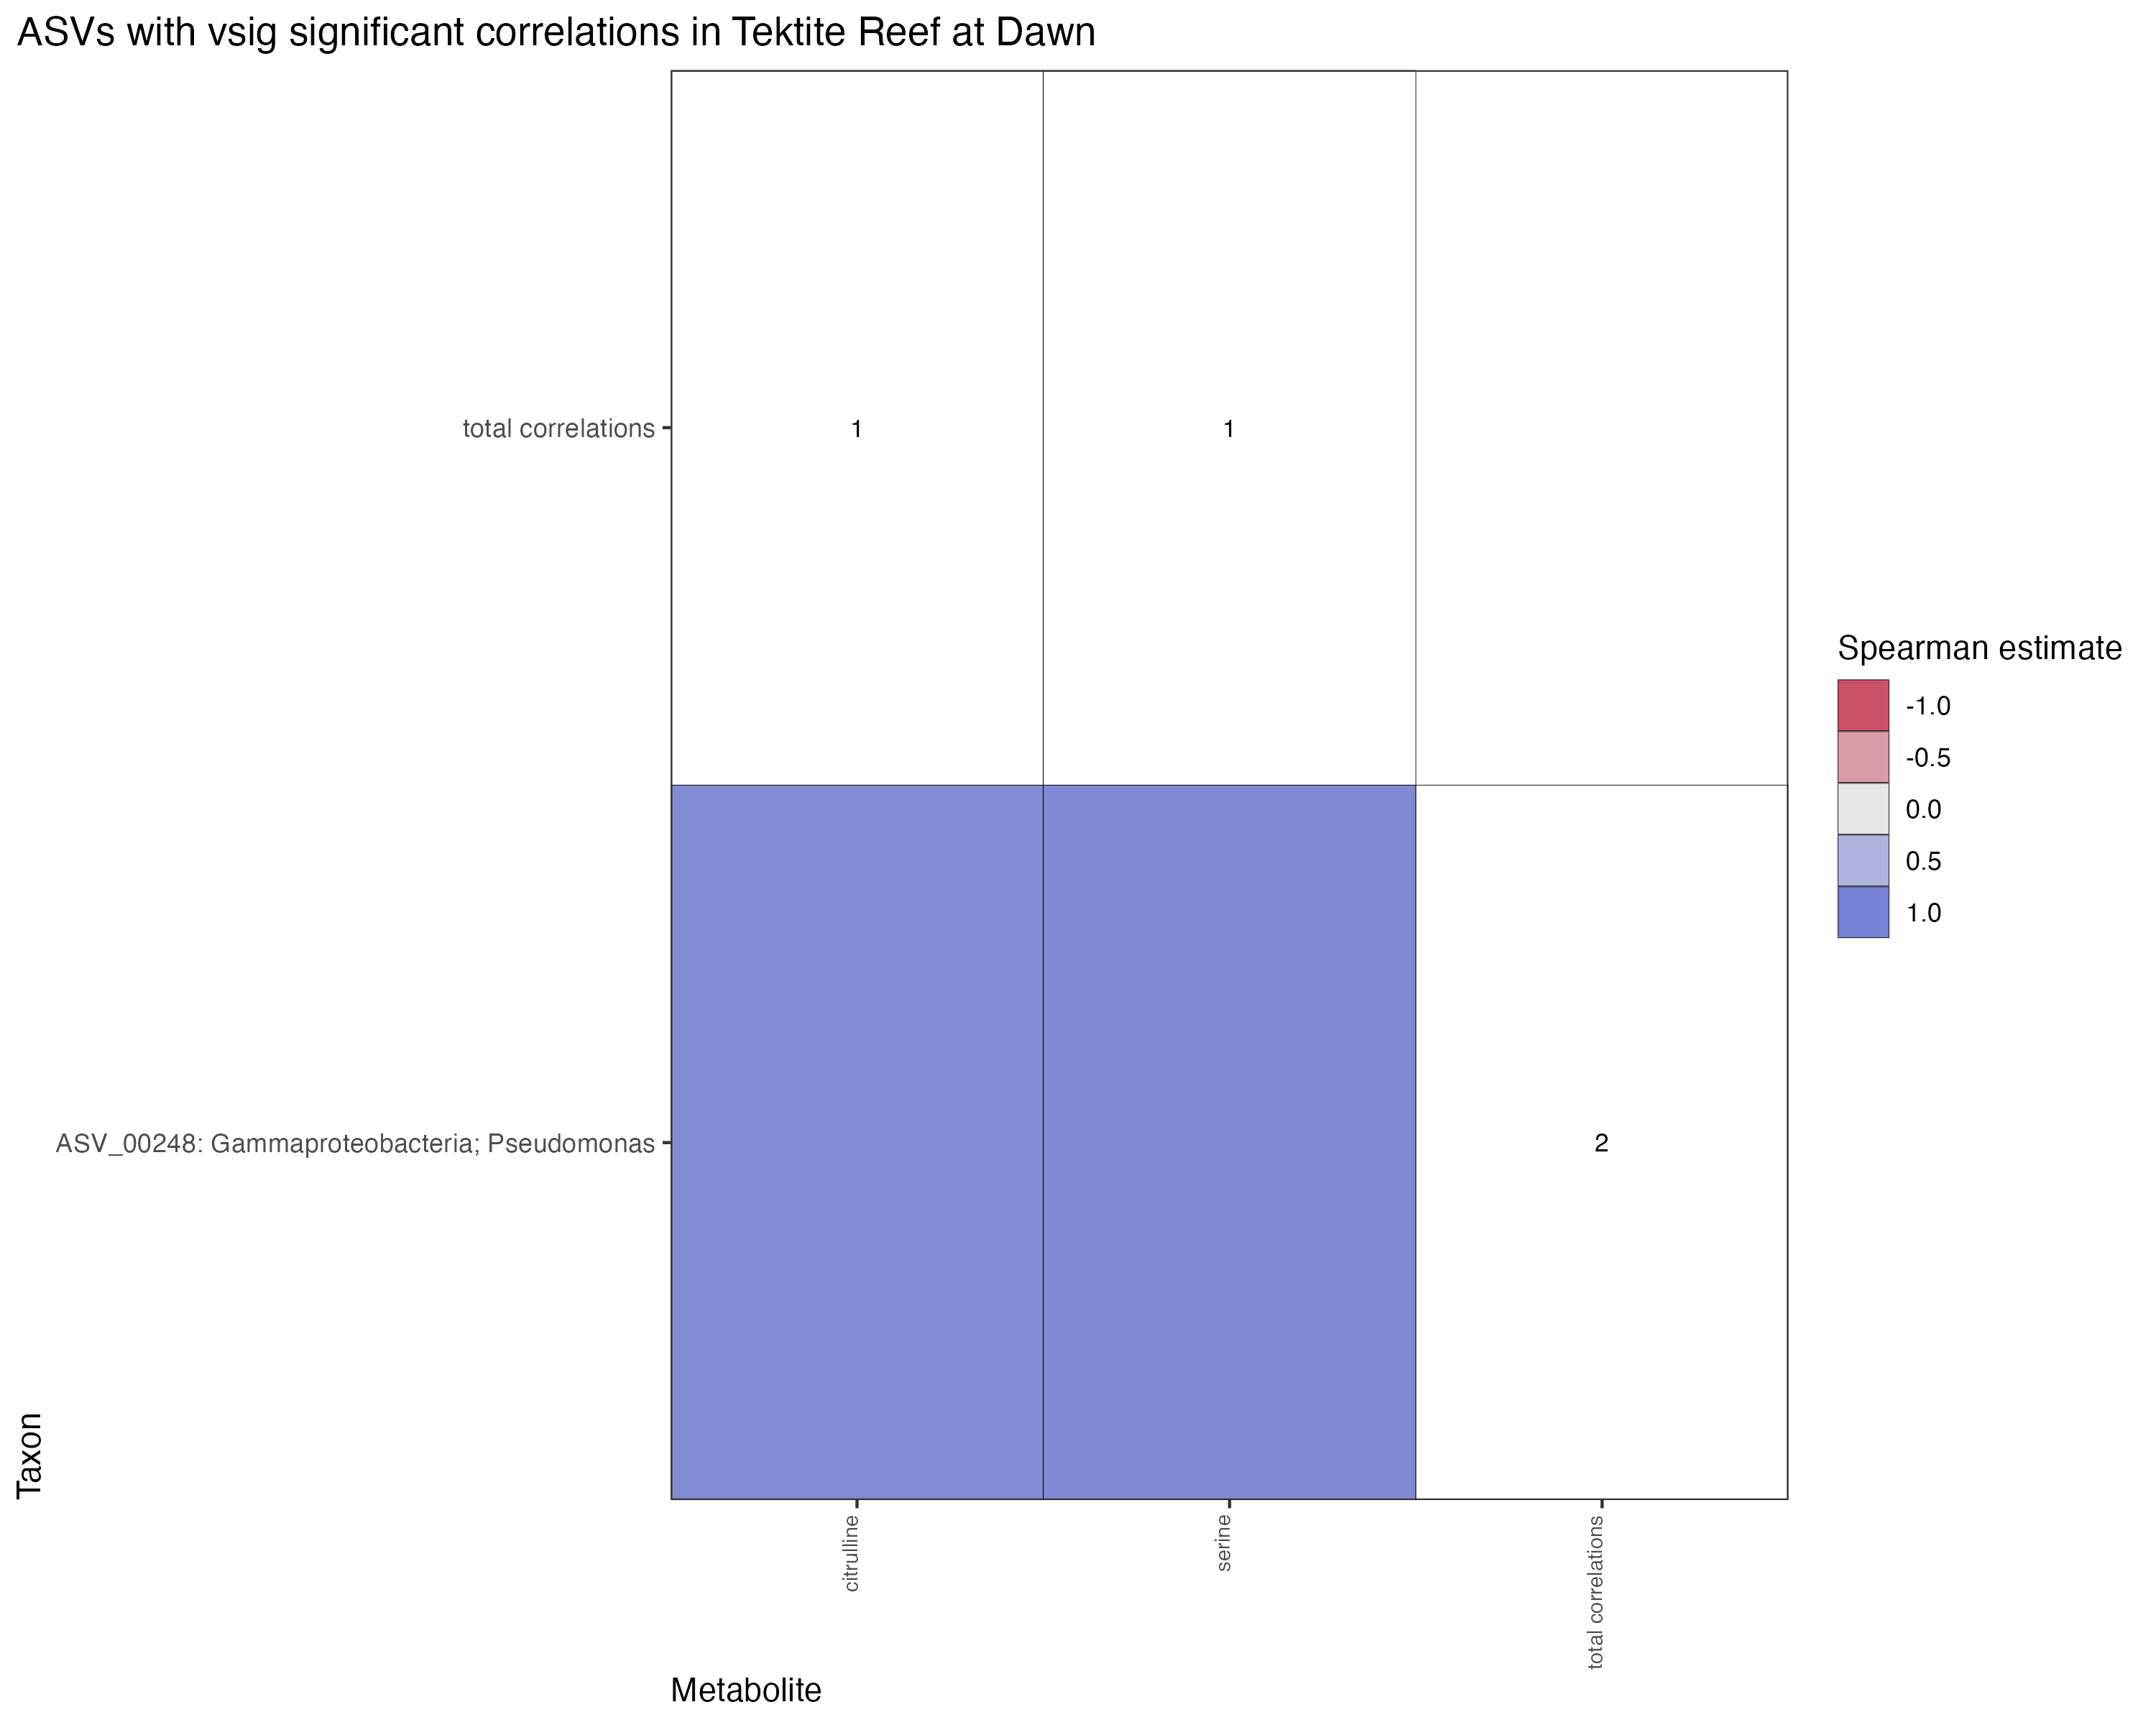 ASVs with vsig significant correlations in Tektite Reef at Dawn
total correlations
1
1
Spearman estimate
-1.0
-0.5
0.0
0.5
1.0
ASV_00248: Gammaproteobacteria; Pseudomonas
2
Taxon
citrulline
serine
total correlations
Metabolite